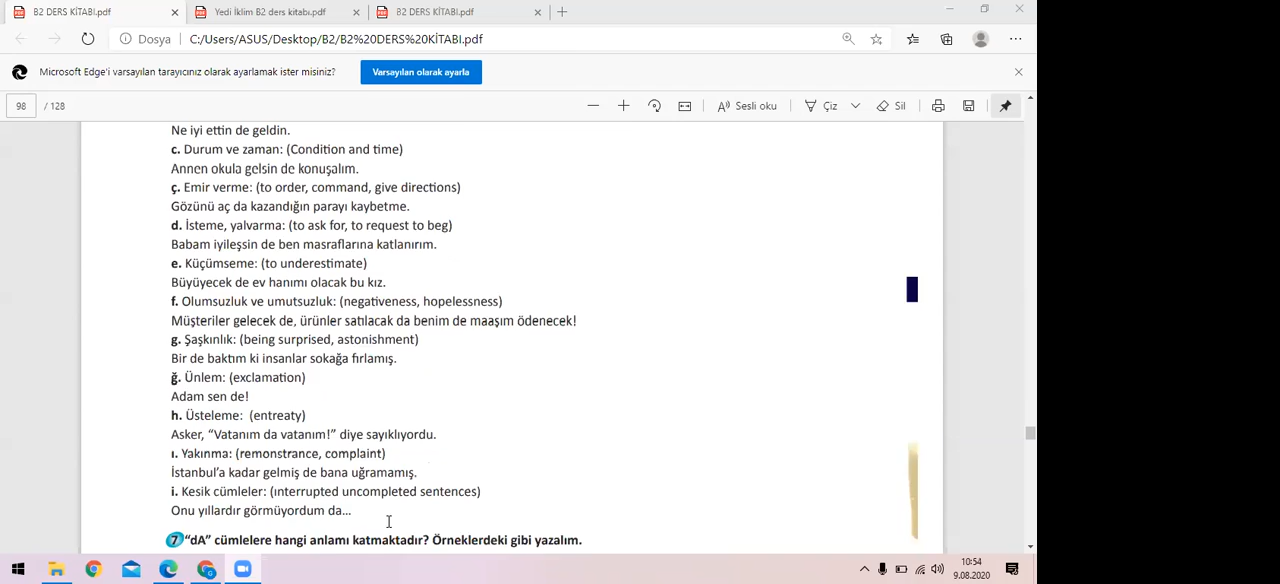 B2 DERS KİTABI.pdf
Yedi İklim B2 ders kitabı.pdf
B2 DERS KİTABI.pdf
Dosya | C:/Users/ASUS/Desktop/B2/B2%20DERS%20KİTABI.pdf
Microsoft Edge'i varsayılan tarayıcınız olarak ayarlamak ister misiniz? Varsayılan olarak ayarla
98 / 128 Sesli oku Çiz Sil
Ne iyi ettin de geldin.
c. Durum ve zaman: (Condition and time)
Annen okula gelsin de konuşalım.
ç. Emir verme: (to order, command, give directions)
Gözünü aç da kazandığın parayı kaybetme.
d. İsteme, yalvarma: (to ask for, to request to beg)
Babam iyileşsin de ben masraflarına katlanırım.
e. Küçümseme: (to underestimate)
Büyüyecek de ev hanımı olacak bu kız.
f. Olumsuzluk ve umutsuzluk: (negativeness, hopelessness)
Müşteriler gelecek de, ürünler satılacak da benim de maaşım ödenecek!
g. Şaşkınlık: (being surprised, astonishment)
Bir de baktım ki insanlar sokağa fırlamış.
ğ. Ünlem: (exclamation)
Adam sen de!
h. Üsteleme: (entreaty)
Asker, “Vatanım da vatanım!” diye sayıklıyordu.
ı. Yakınma: (remonstrance, complaint)
İstanbul’a kadar gelmiş de bana uğramamış.
i. Kesik cümleler: (interrupted uncompleted sentences)
Onu yıllardır görmüyordum da...
7 “dA” cümlelere hangi anlamı katmaktadır? Örneklerdeki gibi yazalım.
10:54
9.08.2020